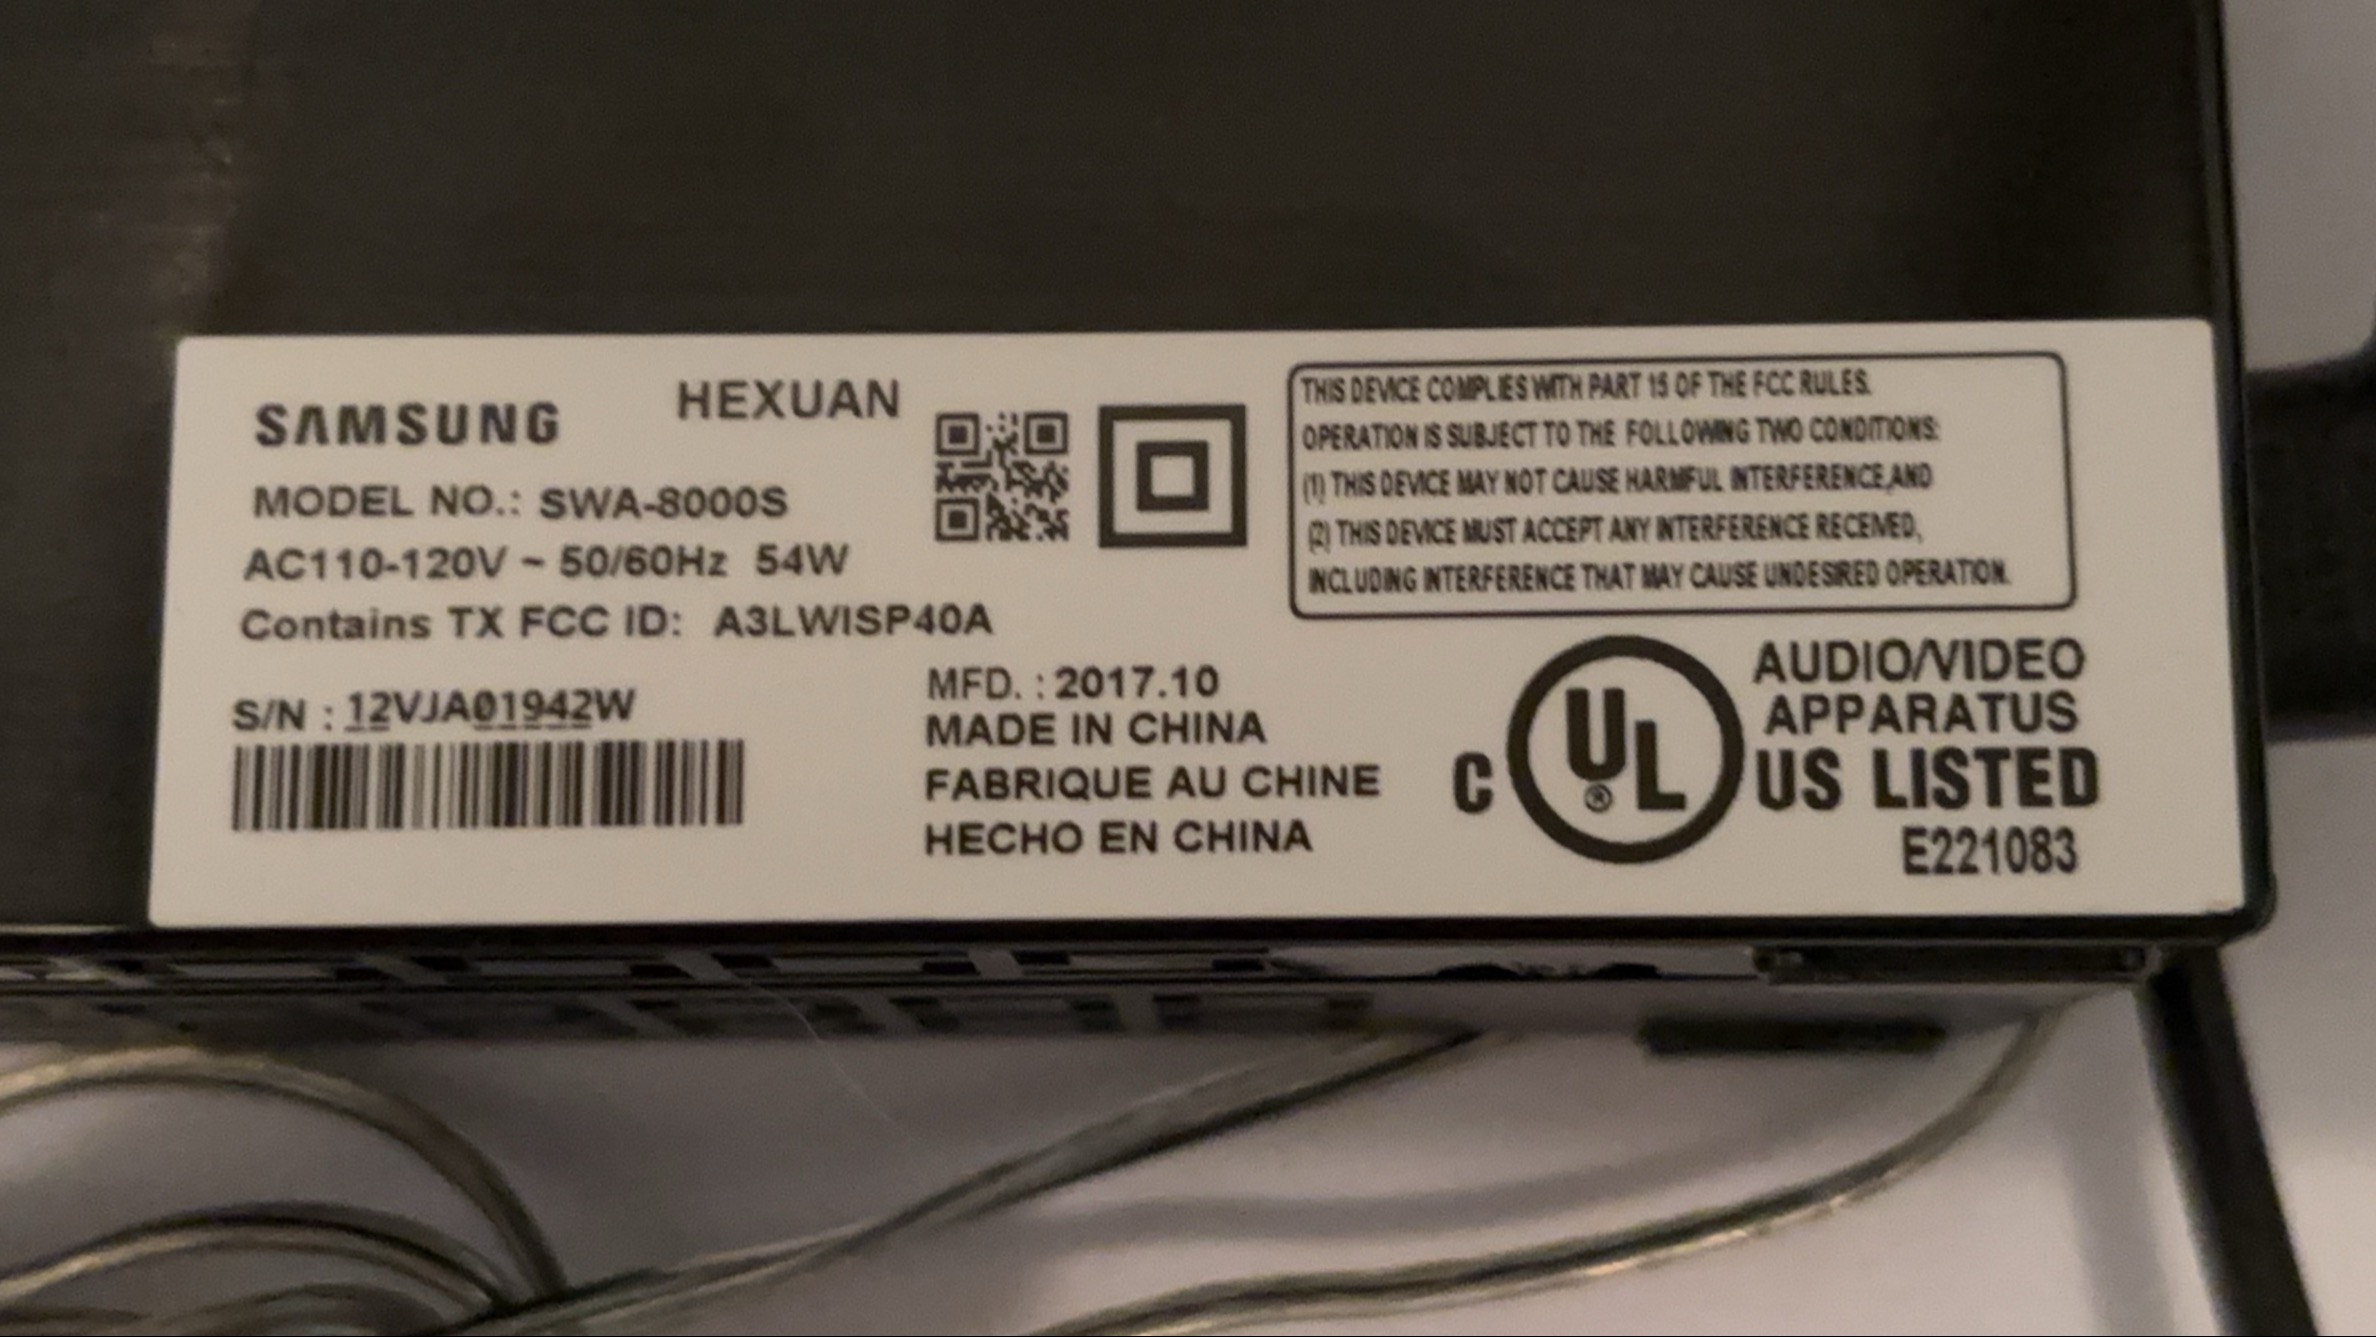 SAMSUNG HEXUAN
MODEL NO.: SWA-8000S
AC110-120V ~ 50/60Hz 54W
Contains TX FCC ID: A3LWISP40A
S/N : 12VJA01942W
MFD. : 2017.10
MADE IN CHINA
FABRIQUE AU CHINE
HECHO EN CHINA
THIS DEVICE COMPLIES WITH PART 15 OF THE FCC RULES.
OPERATION IS SUBJECT TO THE FOLLOWING TWO CONDITIONS:
(1) THIS DEVICE MAY NOT CAUSE HARMFUL INTERFERENCE,AND
(2) THIS DEVICE MUST ACCEPT ANY INTERFERENCE RECEIVED,
INCLUDING INTERFERENCE THAT MAY CAUSE UNDESIRED OPERATION.
C UL ®
AUDIO/VIDEO
APPARATUS
US LISTED
E221083